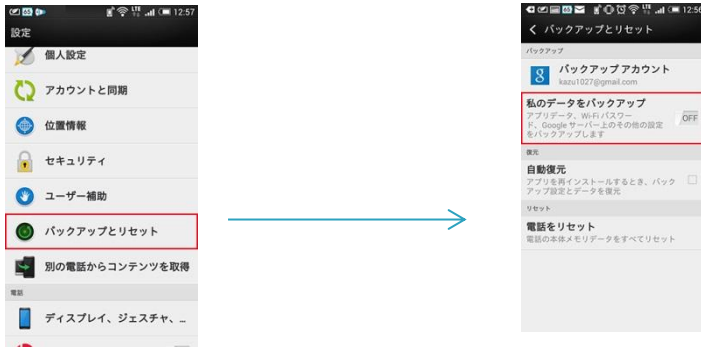 65
LTE
12:57
設定
個人設定
アカウントと同期
位置情報
セキュリティ
ユーザー補助
バックアップとリセット
別の電話からコンテンツを取得
電話
ディスプレイ、ジェスチャ、...
65
LTE
12:56
バックアップとリセット
バックアップ
8
バックアップ アカウント
kazu1027@gmail.com
私のデータをバックアップ
アプリデータ、Wi-Fi パスワー
ド、Google サーバー上のその他の設定
をバックアップします
OFF
復元
自動復元
アプリを再インストールするとき、バック
アップ設定とデータを復元
リセット
電話をリセット
電話の本体メモリデータをすべてリセット